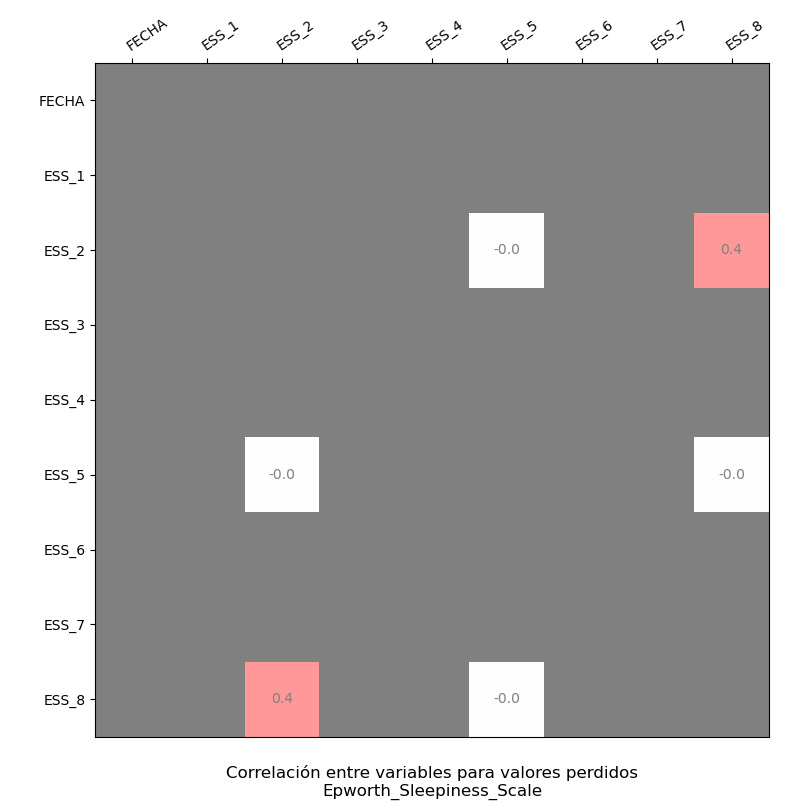 FECHA ESS_1 ESS_2 ESS_3 ESS_4 ESS_5 ESS_6 ESS_7 ESS_8
FECHA
ESS_1
ESS_2 -0.0 0.4
ESS_3
ESS_4
ESS_5 -0.0 -0.0
ESS_6
ESS_7
ESS_8 0.4 -0.0
Correlación entre variables para valores perdidos
Epworth_Sleepiness_Scale